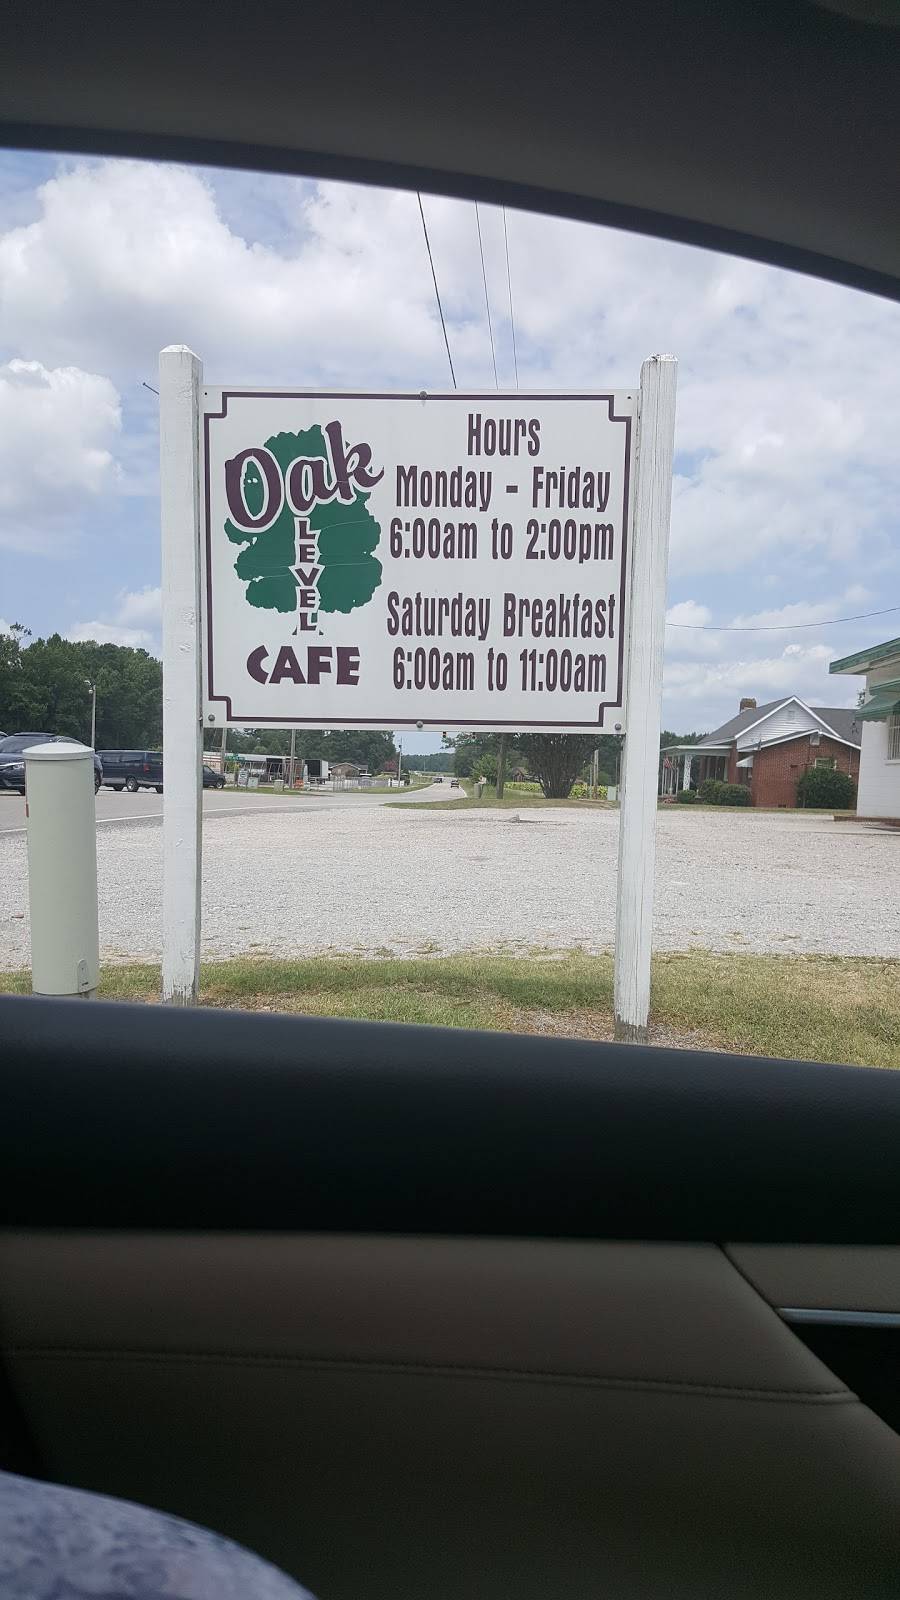 Oak
LEVEL
CAFE
Hours
Monday - Friday
6:00am to 2:00pm
Saturday Breakfast
6:00am to 11:00am